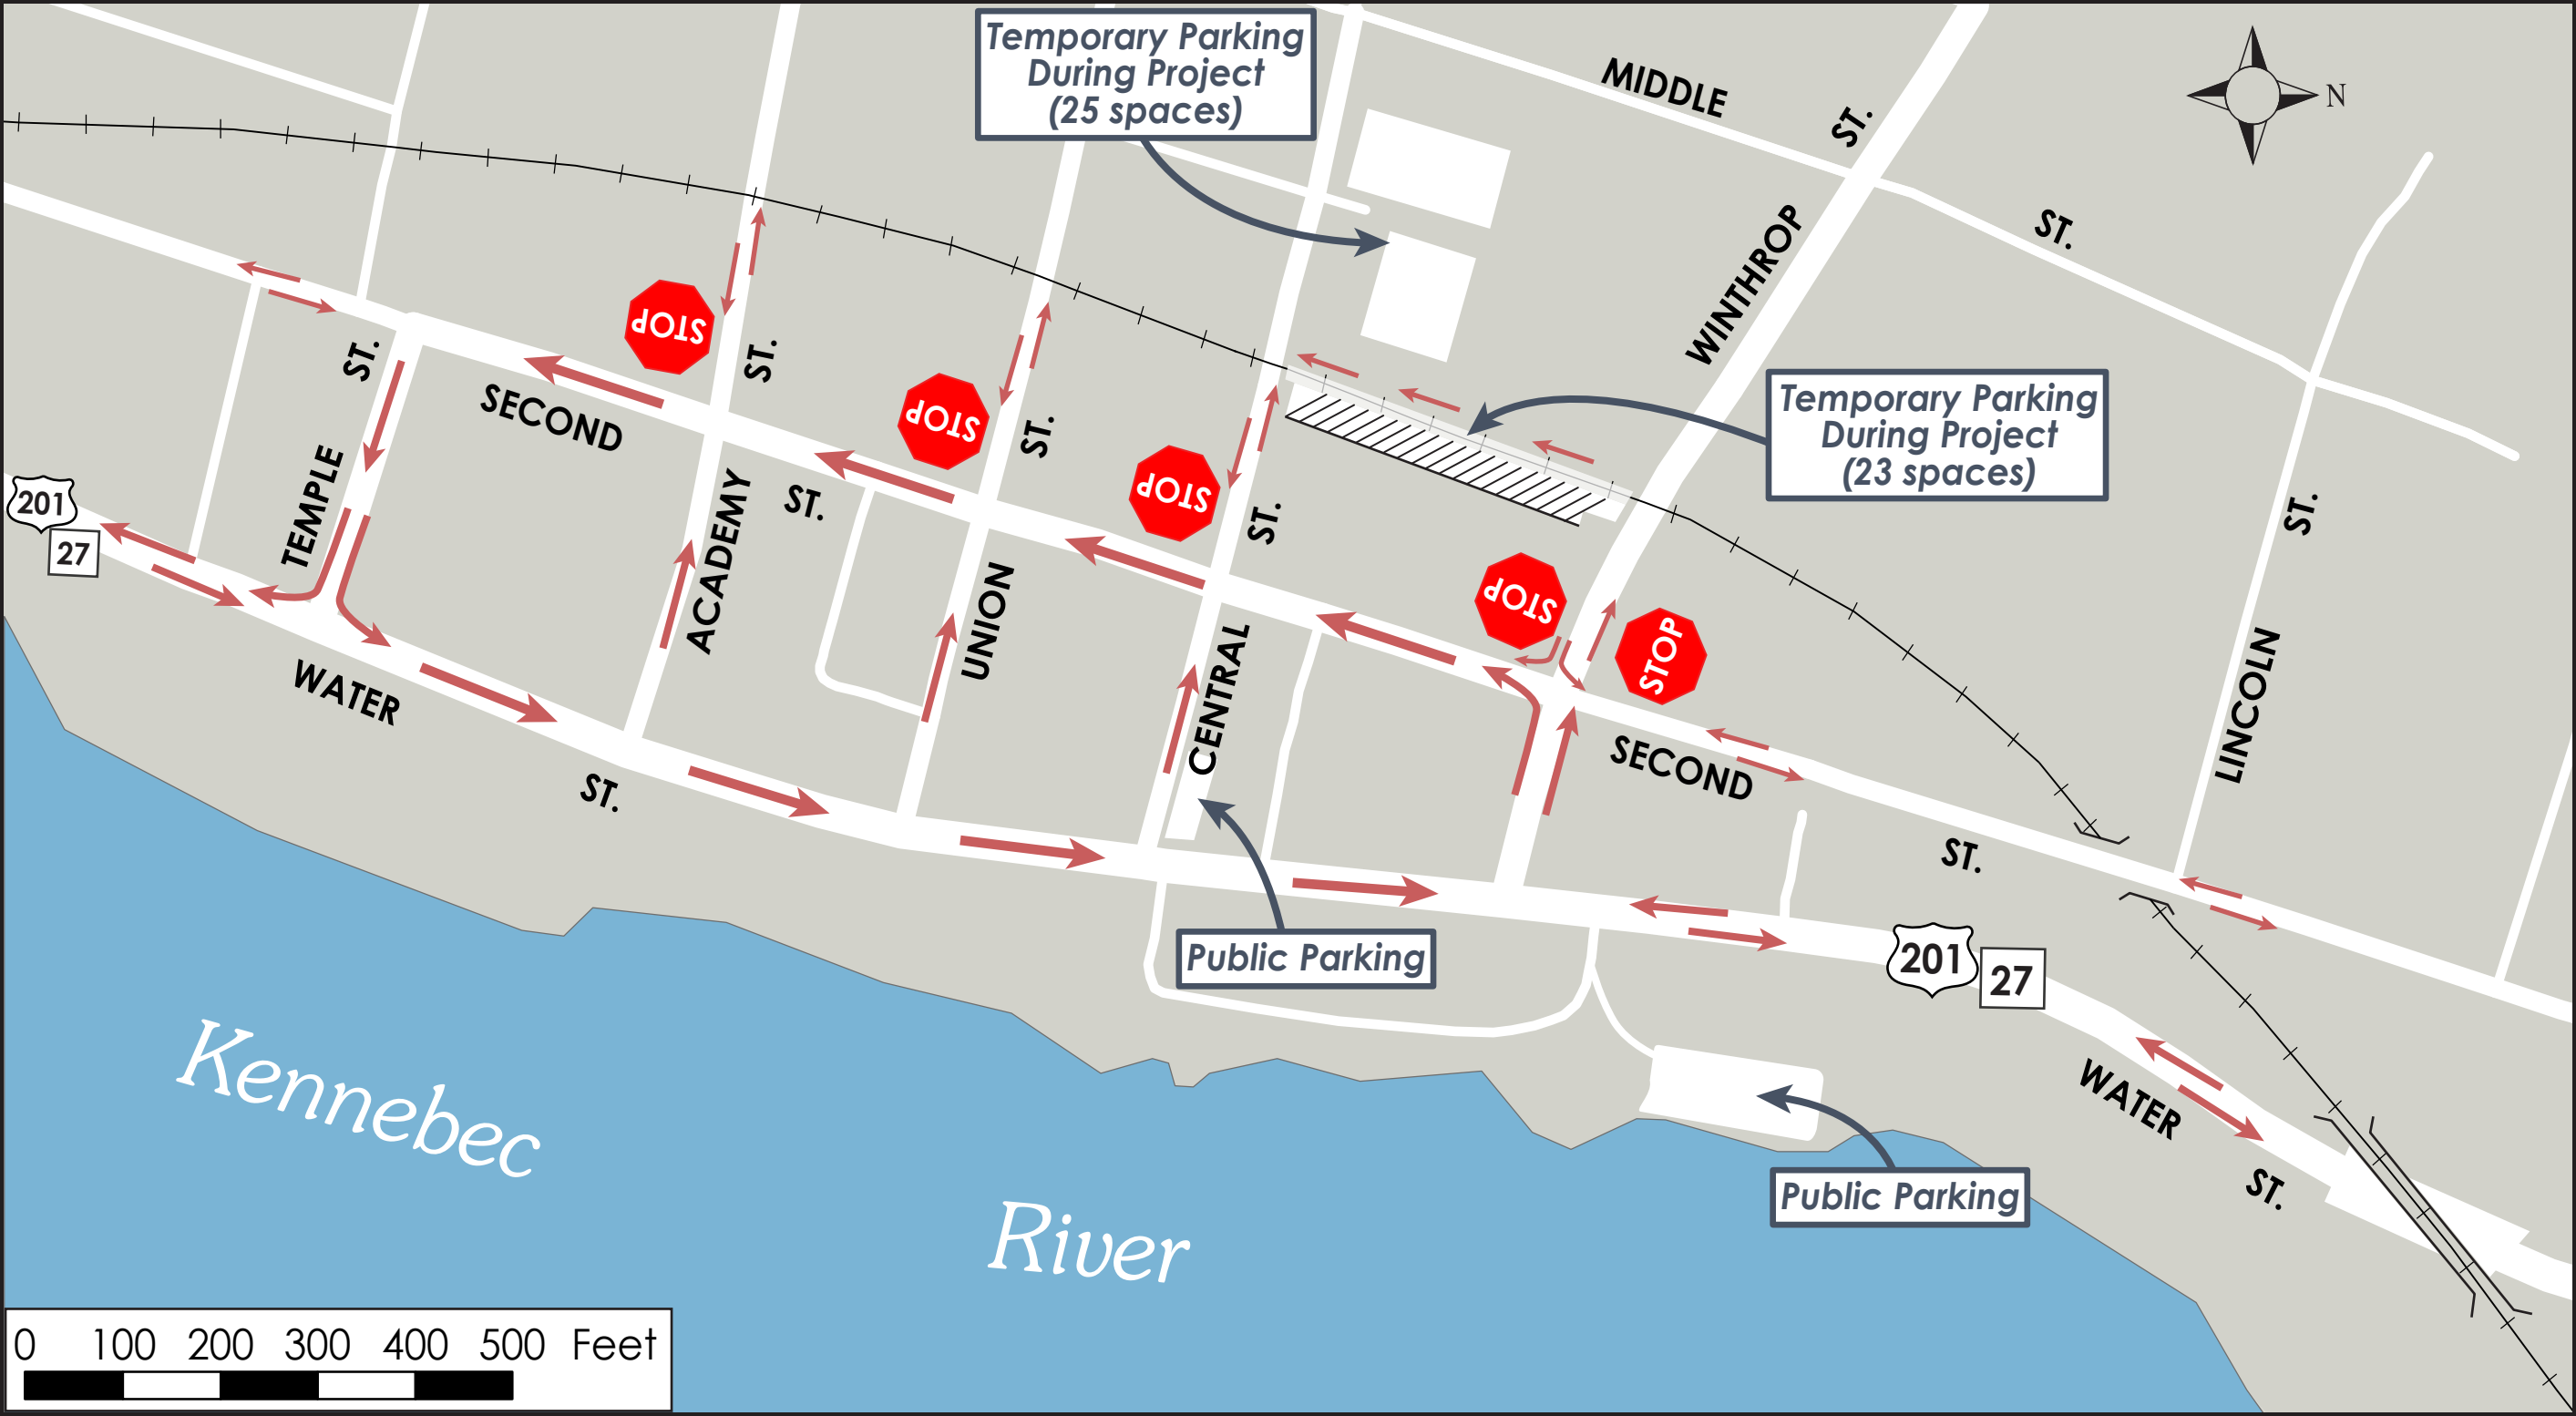 Temporary Parking
During Project
(25 spaces)
MIDDLE
ST.
ST.
N
WINTHROP
ST.
STOP
ST.
ST.
SECOND
ST.
STOP
ST.
STOP
ST.
Temporary Parking
During Project
(23 spaces)
ST.
201
27
TEMPLE
ACADEMY
UNION
CENTRAL
STOP
STOP
SECOND
ST.
LINCOLN
WATER
ST.
Public Parking
201
27
WATER
ST.
Public Parking
Kennebec
River
0 100 200 300 400 500 Feet